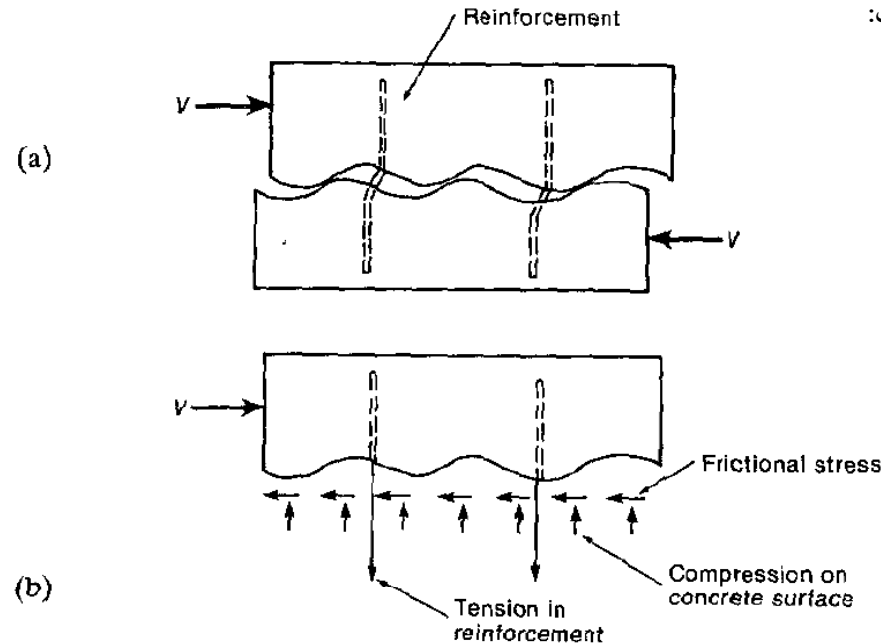 Reinforcement
V
(a)
V
V
Frictional stress
(b)
Compression on
concrete surface
Tension in
reinforcement